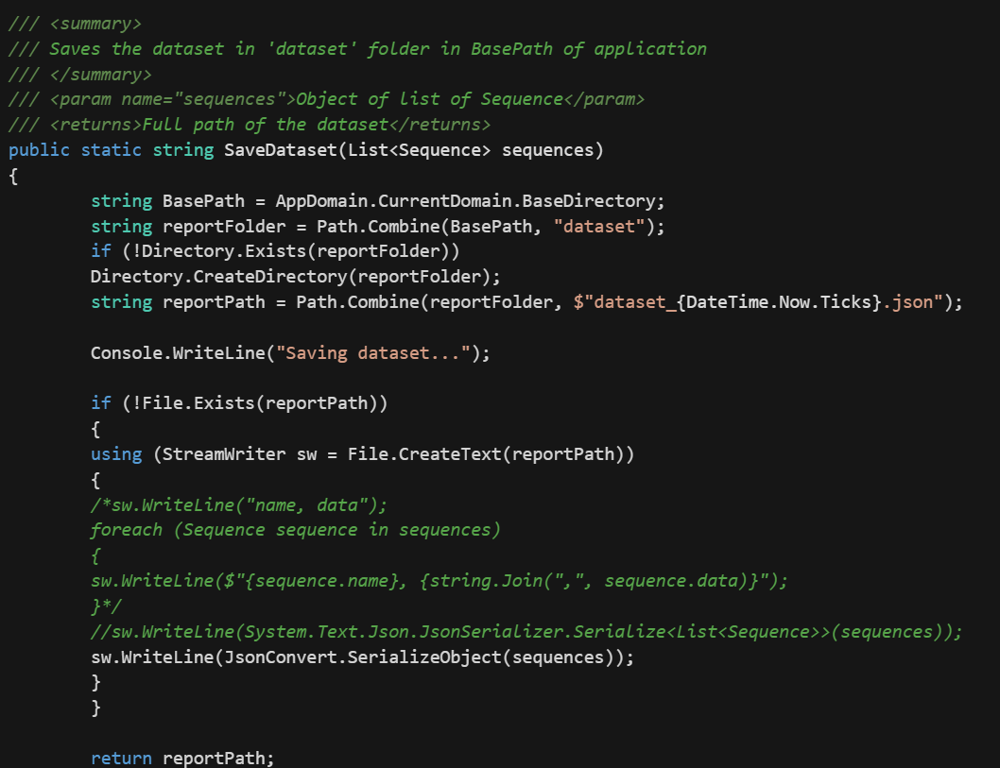 /// <summary>
/// Saves the dataset in 'dataset' folder in BasePath of application
/// </summary>
/// <param name="sequences">Object of list of Sequence</param>
/// <returns>Full path of the dataset</returns>
public static string SaveDataset(List<Sequence> sequences)
{
string BasePath = AppDomain.CurrentDomain.BaseDirectory;
string reportFolder = Path.Combine(BasePath, "dataset");
if (!Directory.Exists(reportFolder))
Directory.CreateDirectory(reportFolder);
string reportPath = Path.Combine(reportFolder, $"dataset_{DateTime.Now.Ticks}.json");
Console.WriteLine("Saving dataset...");
if (!File.Exists(reportPath))
{
using (StreamWriter sw = File.CreateText(reportPath))
{
/*sw.WriteLine("name, data");
foreach (Sequence sequence in sequences)
{
sw.WriteLine($"{sequence.name}, {string.Join(",", sequence.data)}");
}*/
//sw.WriteLine(System.Text.Json.JsonSerializer.Serialize<List<Sequence>>(sequences));
sw.WriteLine(JsonConvert.SerializeObject(sequences));
}
}
return reportPath;